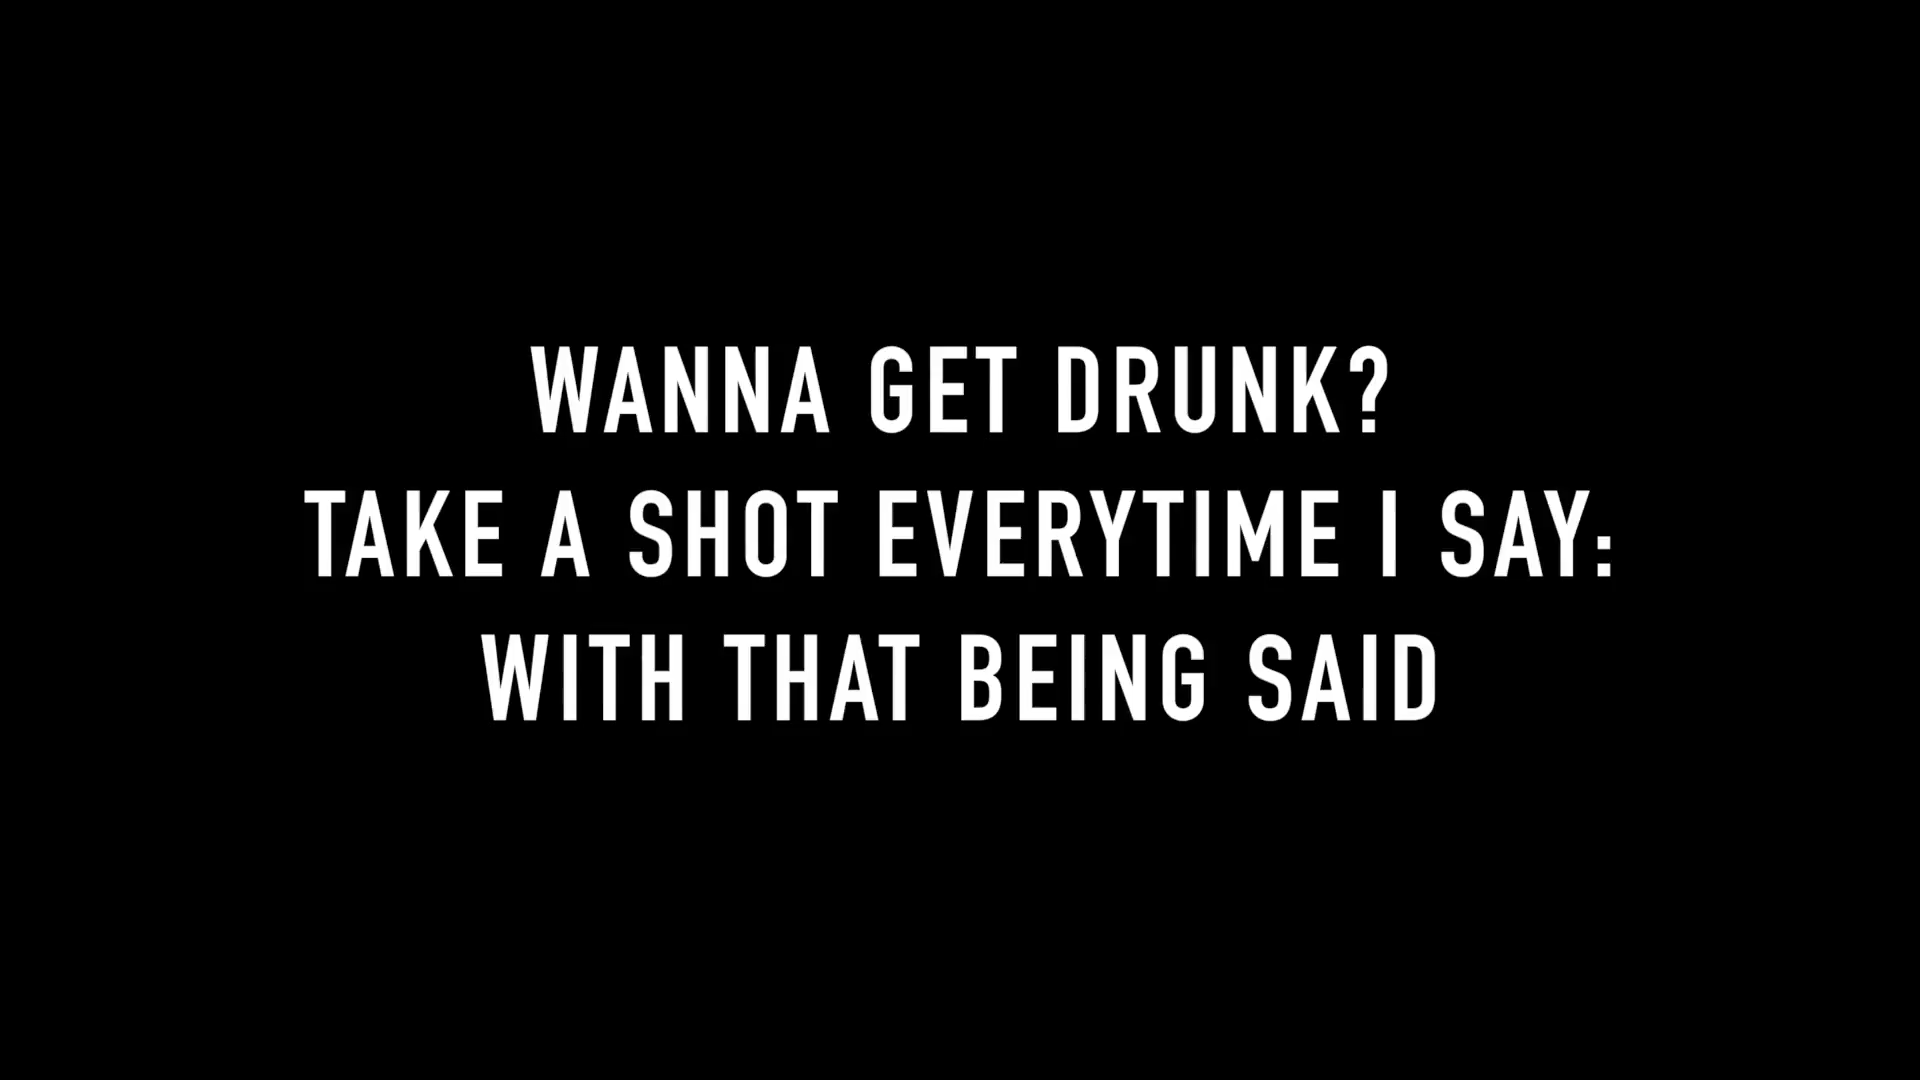 WANNA GET DRUNK?
TAKE A SHOT EVERYTIME I SAY:
WITH THAT BEING SAID